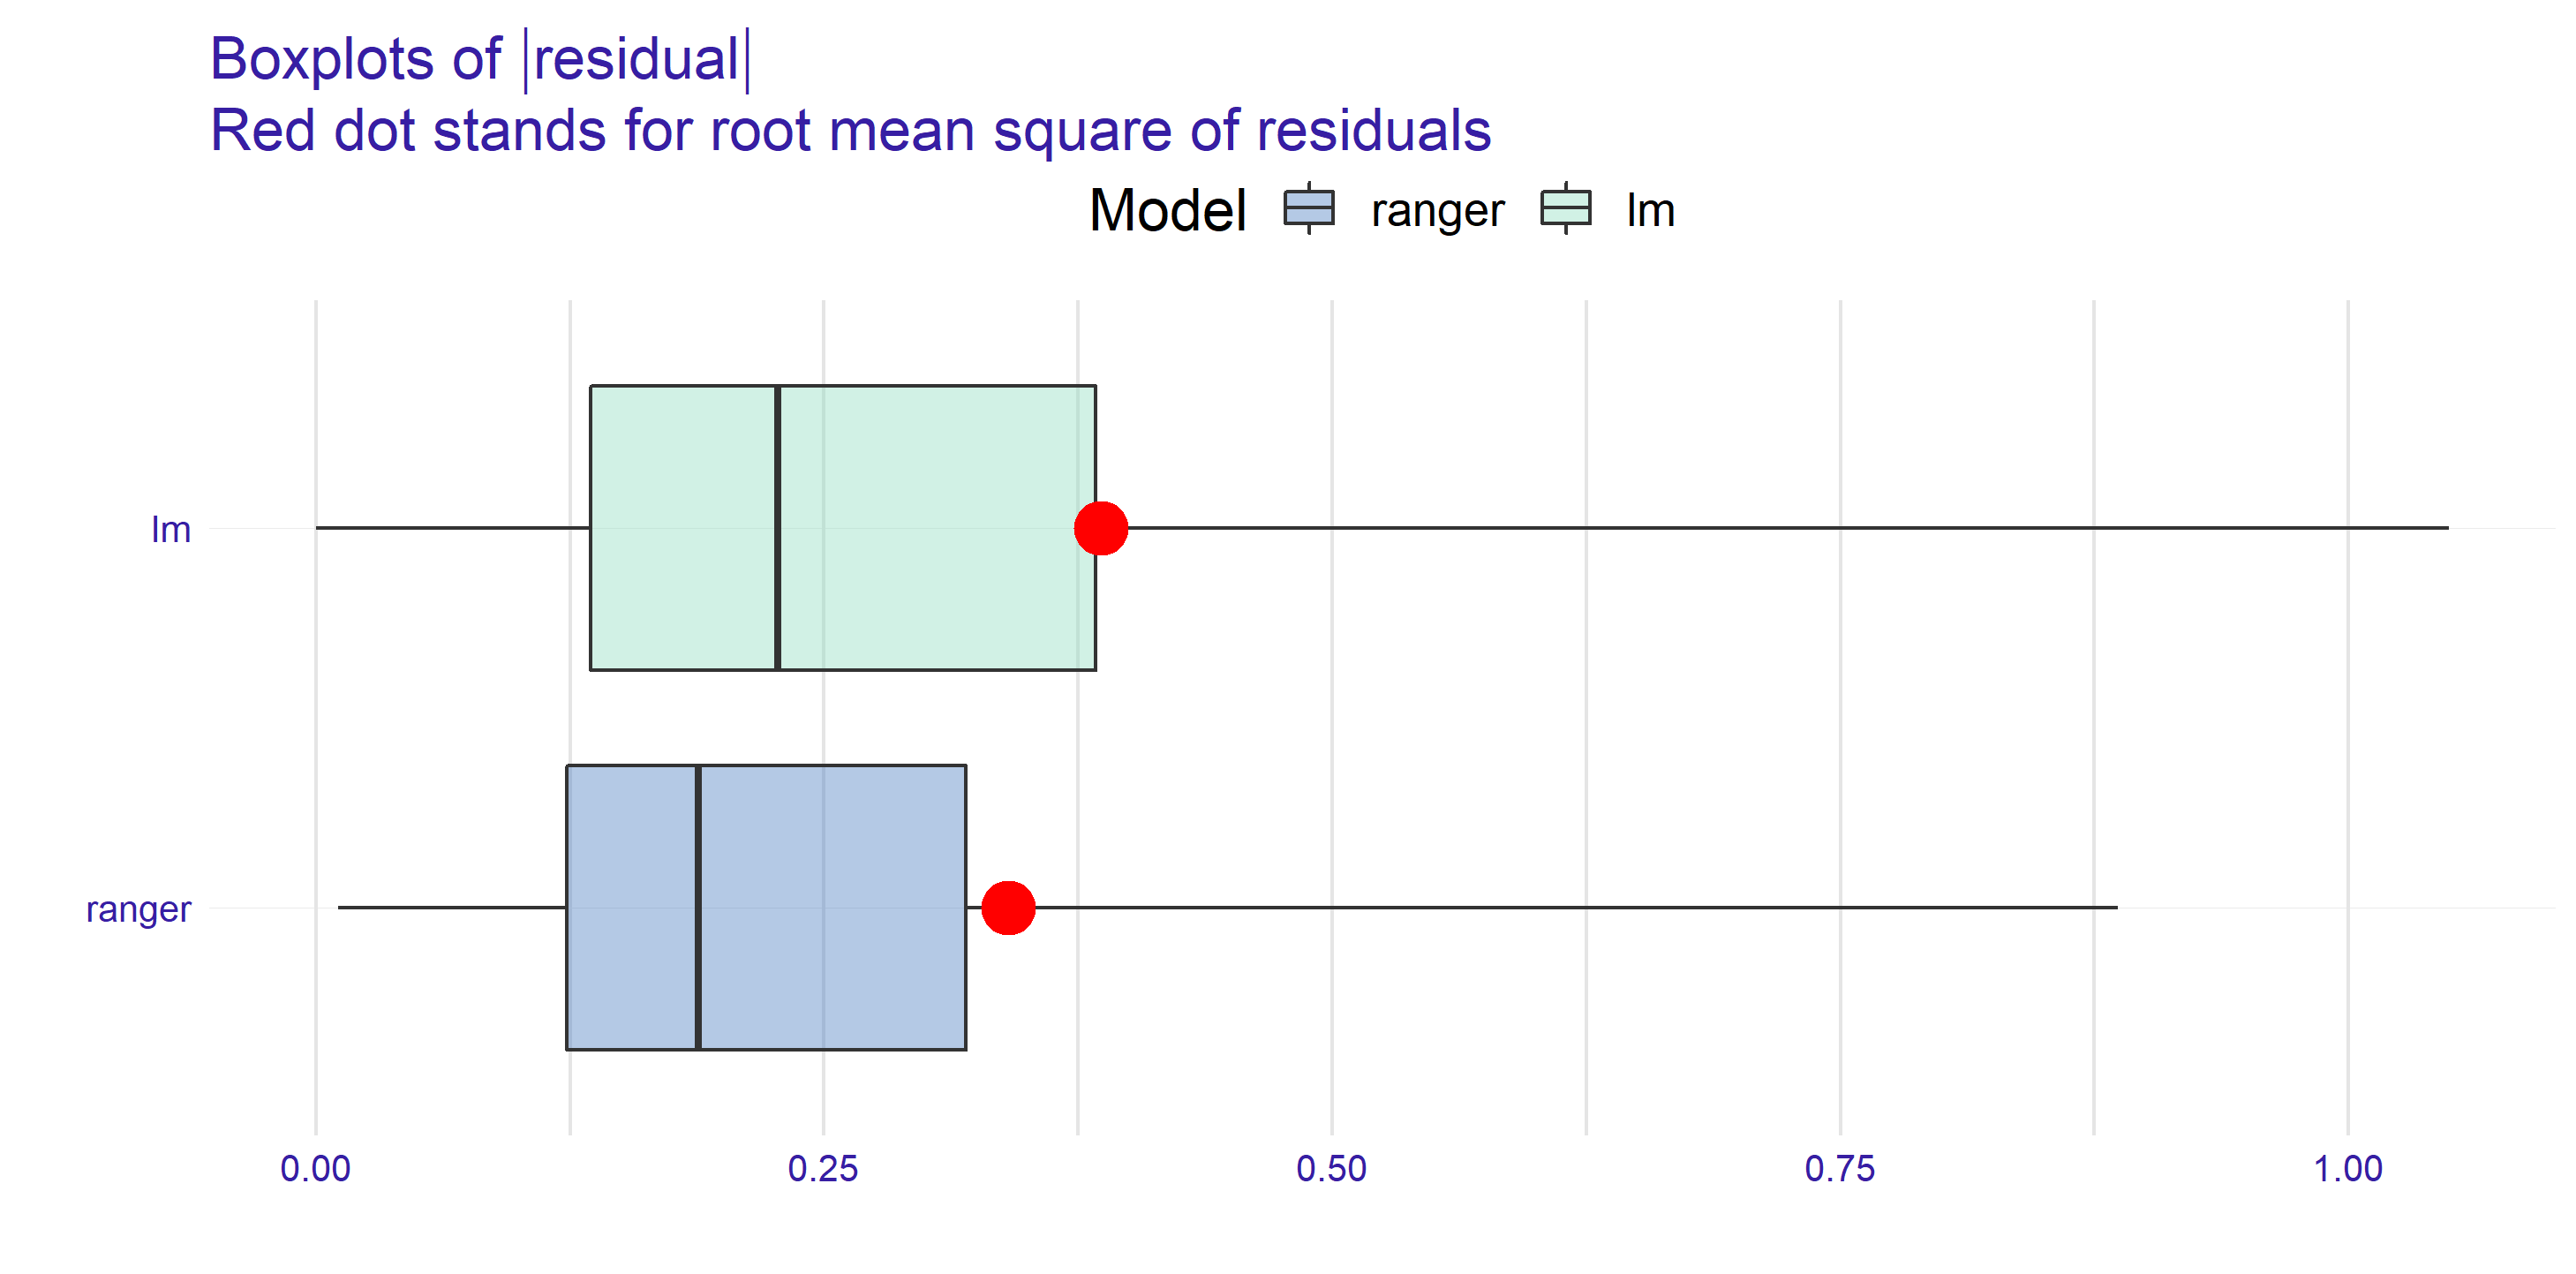 Boxplots of |residual|
Red dot stands for root mean square of residuals
Model ranger lm
lm
ranger
0.00 0.25 0.50 0.75 1.00